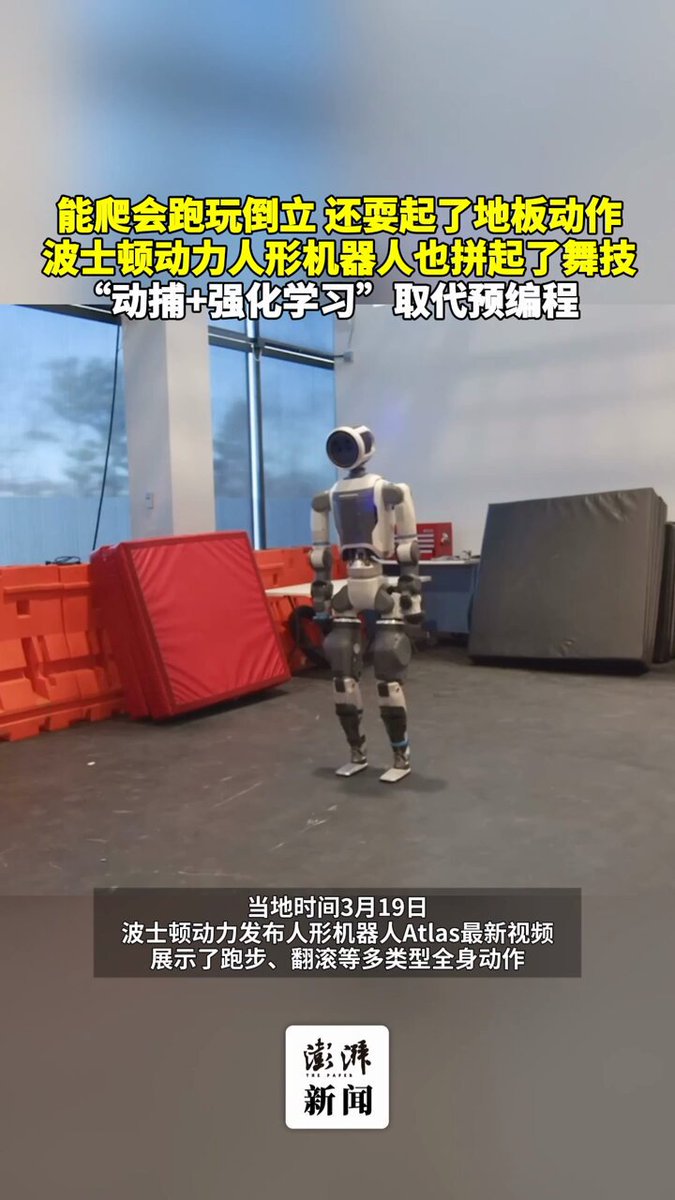 能爬会跑玩倒立 还耍起了地板动作
波士顿动力人形机器人也拼起了舞技
“动捕+强化学习”取代预编程
当地时间3月19日
波士顿动力发布人形机器人Atlas最新视频
展示了跑步、翻滚等多类型全身动作
澎湃
THE PAPER
新闻